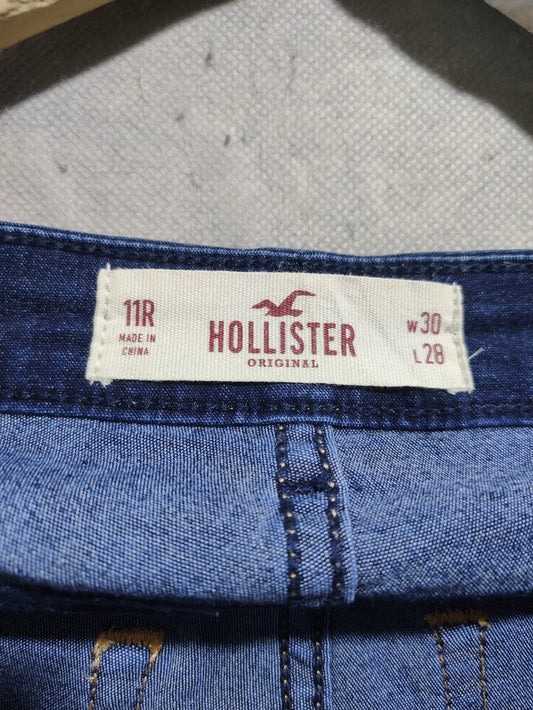 11R
MADE IN
CHINA
HOLLISTER
ORIGINAL
W30
L28